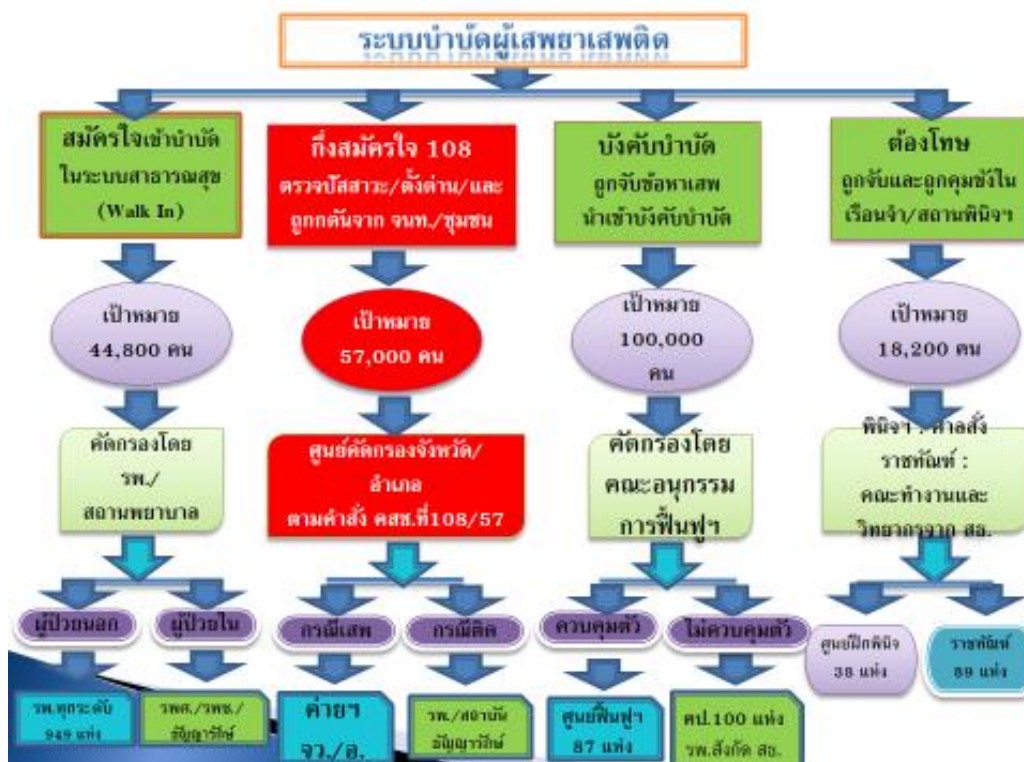 ระบบบำบัดผู้เสพยาเสพติด
สมัครใจเข้าบำบัด
ในระบบสาธารณสุข
(Walk In)
กึ่งสมัครใจ 108
ตรวจปัสสาวะ/ตั้งด่าน/และ
ถูกกดันจาก จนท./ชุมชน
บังคับบำบัด
ถูกจับข้อหาเสพ
นำเข้าบังคับบำบัด
ต้องโทษ
ถูกจับและถูกคุมขังใน
เรือนจำ/สถานพินิจฯ
เป้าหมาย
44,800 คน
เป้าหมาย
57,000 คน
เป้าหมาย
100,000
คน
เป้าหมาย
18,200 คน
คัดกรองโดย
รพ./
สถานพยาบาล
ศูนย์คัดกรองจังหวัด/
อำเภอ
ตามคำสั่ง คสช.ที่108/57
คัดกรองโดย
คณะอนุกรรม
การฟื้นฟูฯ
พินิจฯ : ศาลสั่ง
ราชทัณฑ์ :
คณะทำงานและ
วิทยากรจาก สธ.
ผู้ป่วยนอก
ผู้ป่วยใน
กรณีเสพ
กรณีติด
ควบคุมตัว
ไม่ควบคุมตัว
ศูนย์ฝึกพินิจ
38 แห่ง
ราชทัณฑ์
89 แห่ง
รพ.ทุกระดับ
949 แห่ง
รพศ./รพช./
ธัญญารักษ์
ค่ายฯ
จว./อ.
รพ./สถาบัน
ธัญญารักษ์
ศูนย์ฟื้นฟูฯ
87 แห่ง
คป.100 แห่ง
รพ.สังกัด สธ.